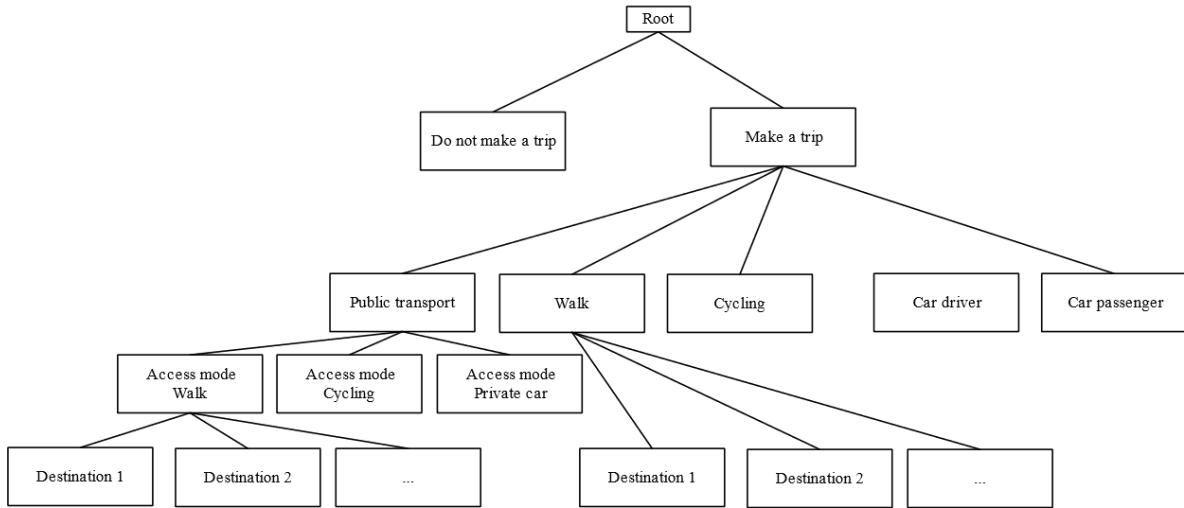 Root
Do not make a trip
Make a trip
Public transport
Walk
Cycling
Car driver
Car passenger
Access mode
Walk
Access mode
Cycling
Access mode
Private car
Destination 1
Destination 2
...
Destination 1
Destination 2
...